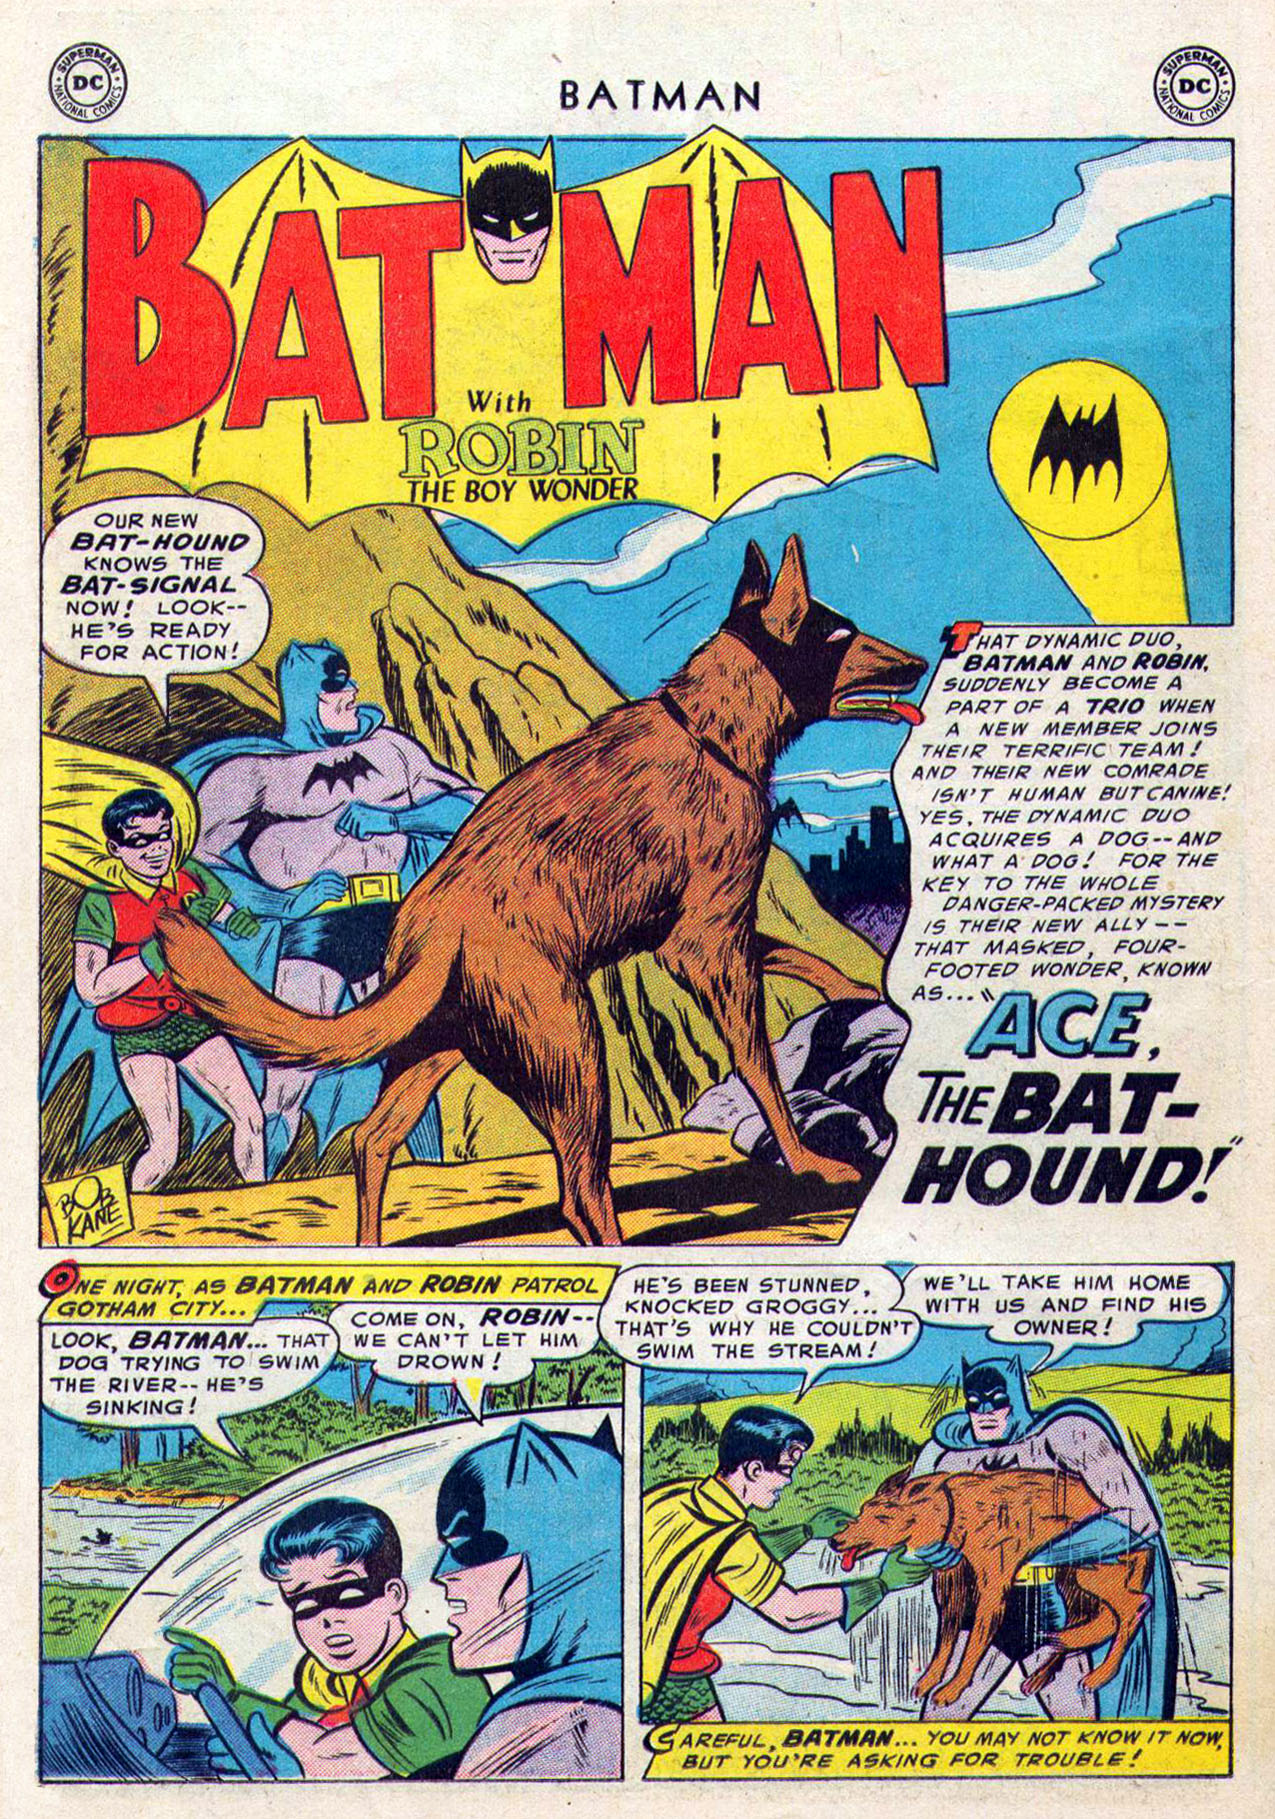 SUPERMAN
DC
NATIONAL COMICS
BATMAN
SUPERMAN
DC
NATIONAL COMICS
BATMAN
With
ROBIN
THE BOY WONDER
OUR NEW
BAT-HOUND
KNOWS THE
BAT-SIGNAL
NOW! LOOK--
HE'S READY
FOR ACTION!
THAT DYNAMIC DUO,
BATMAN AND ROBIN,
SUDDENLY BECOME A
PART OF A TRIO WHEN
A NEW MEMBER JOINS
THEIR TERRIFIC TEAM!
AND THEIR NEW COMRADE
ISN'T HUMAN BUT CANINE!
YES, THE DYNAMIC DUO
ACQUIRES A DOG--AND
WHAT A DOG! FOR THE
KEY TO THE WHOLE
DANGER-PACKED MYSTERY
IS THEIR NEW ALLY--
THAT MASKED, FOUR-
FOOTED WONDER, KNOWN
AS... "ACE,
THE BAT-
HOUND!"
BOB
KANE
ONE NIGHT, AS BATMAN AND ROBIN PATROL
GOTHAM CITY...
LOOK, BATMAN... THAT
DOG TRYING TO SWIM
THE RIVER--HE'S
SINKING!
COME ON, ROBIN--
WE CAN'T LET HIM
DROWN!
HE'S BEEN STUNNED,
KNOCKED GROGGY...
THAT'S WHY HE COULDN'T
SWIM THE STREAM!
WE'LL TAKE HIM HOME
WITH US AND FIND HIS
OWNER!
CAREFUL, BATMAN... YOU MAY NOT KNOW IT NOW,
BUT YOU'RE ASKING FOR TROUBLE!